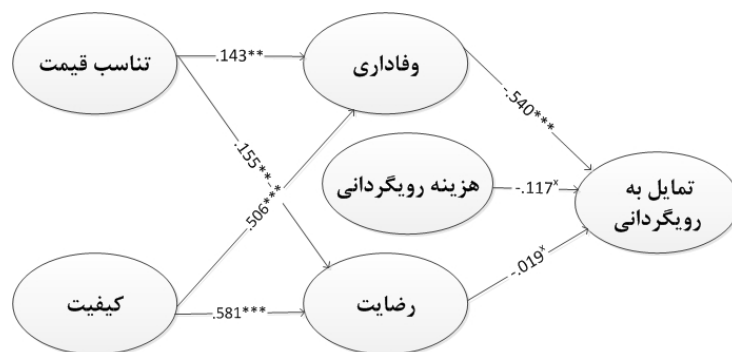 تناسب قیمت
.143**
وفاداری
-.540***
.155**
هزینه رویگردانی
-.117x
تمایل به
رویگردانی
.506***
-.019x
کیفیت
.581***
رضایت